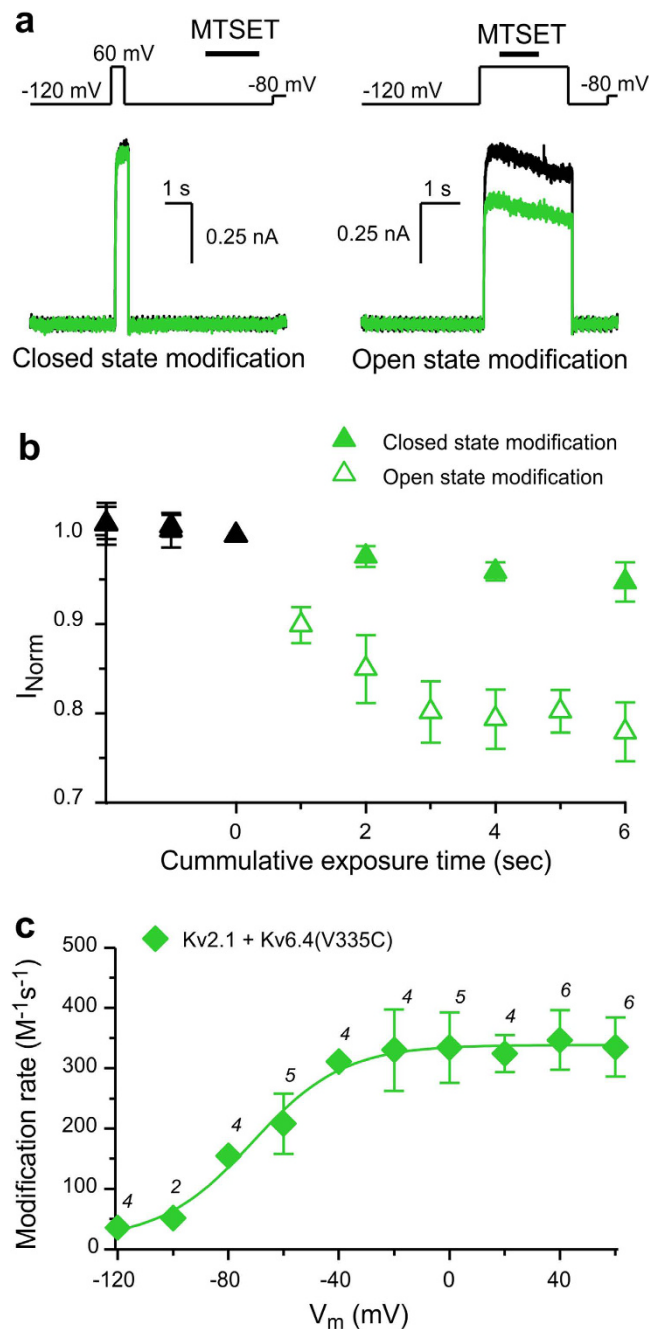 a
MTSET
MTSET
60 mV
-120 mV
-80 mV
-120 mV
-80 mV
1 s
0.25 nA
1 s
0.25 nA
Closed state modification
Open state modification
b
Closed state modification
Open state modification
1.0
0.9
0.8
0.7
I_Norm
0 2 4 6
Cummulative exposure time (sec)
c
Kv2.1 + Kv6.4(V335C)
500
400
300
200
100
50
0
Modification rate (M⁻¹s⁻¹)
4 2 4 5 4 4 5 4 6 6
-120 -80 -40 0 40
V_m (mV)